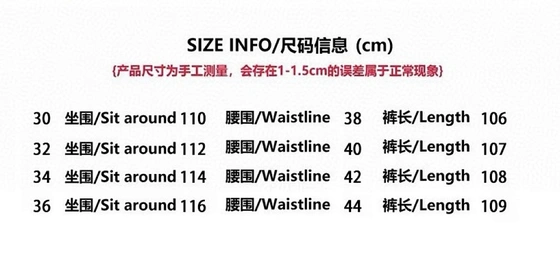 SIZE INFO/尺码信息 (cm)
{产品尺寸为手工测量，会存在1-1.5cm的误差属于正常现象}
30 坐围/Sit around 110 腰围/Waistline 38 裤长/Length 106
32 坐围/Sit around 112 腰围/Waistline 40 裤长/Length 107
34 坐围/Sit around 114 腰围/Waistline 42 裤长/Length 108
36 坐围/Sit around 116 腰围/Waistline 44 裤长/Length 109